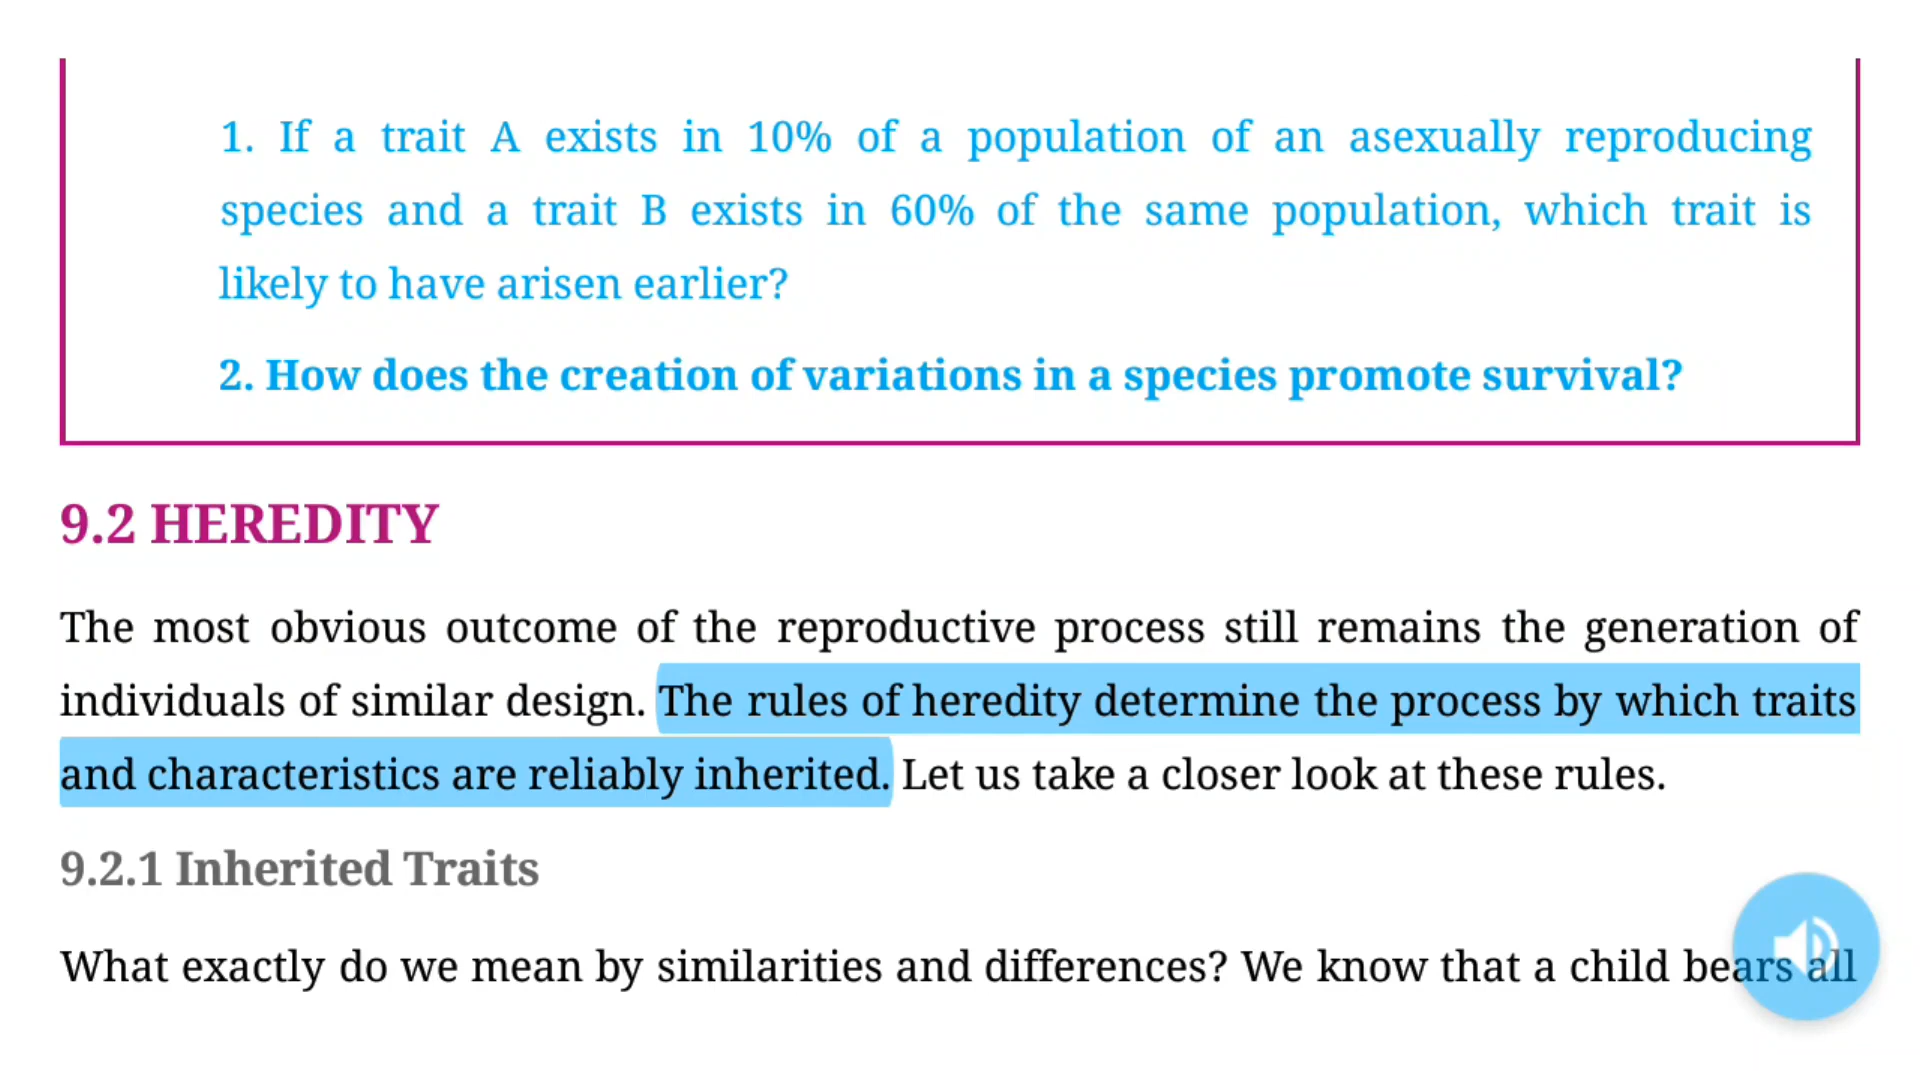 1. If a trait A exists in 10% of a population of an asexually reproducing
species and a trait B exists in 60% of the same population, which trait is
likely to have arisen earlier?
2. How does the creation of variations in a species promote survival?
9.2 HEREDITY
The most obvious outcome of the reproductive process still remains the generation of
individuals of similar design. The rules of heredity determine the process by which traits
and characteristics are reliably inherited. Let us take a closer look at these rules.
9.2.1 Inherited Traits
What exactly do we mean by similarities and differences? We know that a child bears all